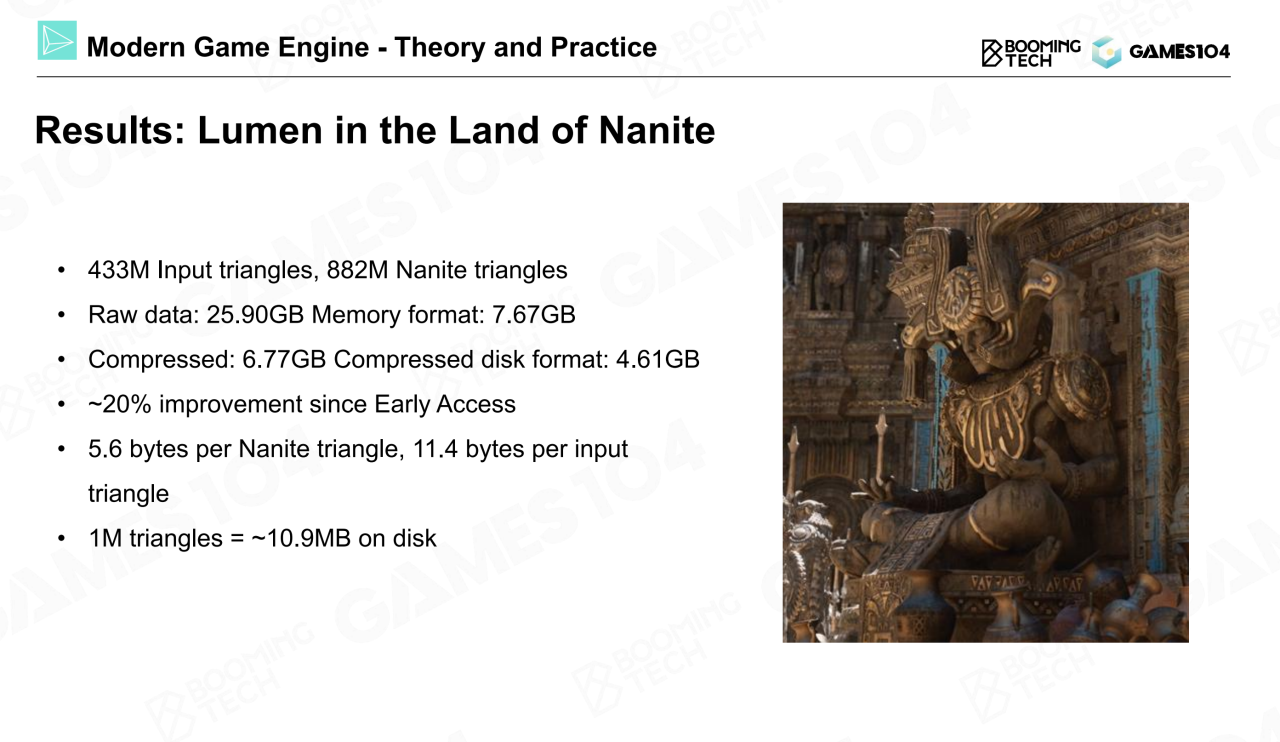 Modern Game Engine - Theory and Practice
BOOMING
TECH
GAMES104
Results: Lumen in the Land of Nanite
• 433M Input triangles, 882M Nanite triangles
• Raw data: 25.90GB Memory format: 7.67GB
• Compressed: 6.77GB Compressed disk format: 4.61GB
• ~20% improvement since Early Access
• 5.6 bytes per Nanite triangle, 11.4 bytes per input
triangle
• 1M triangles = ~10.9MB on disk